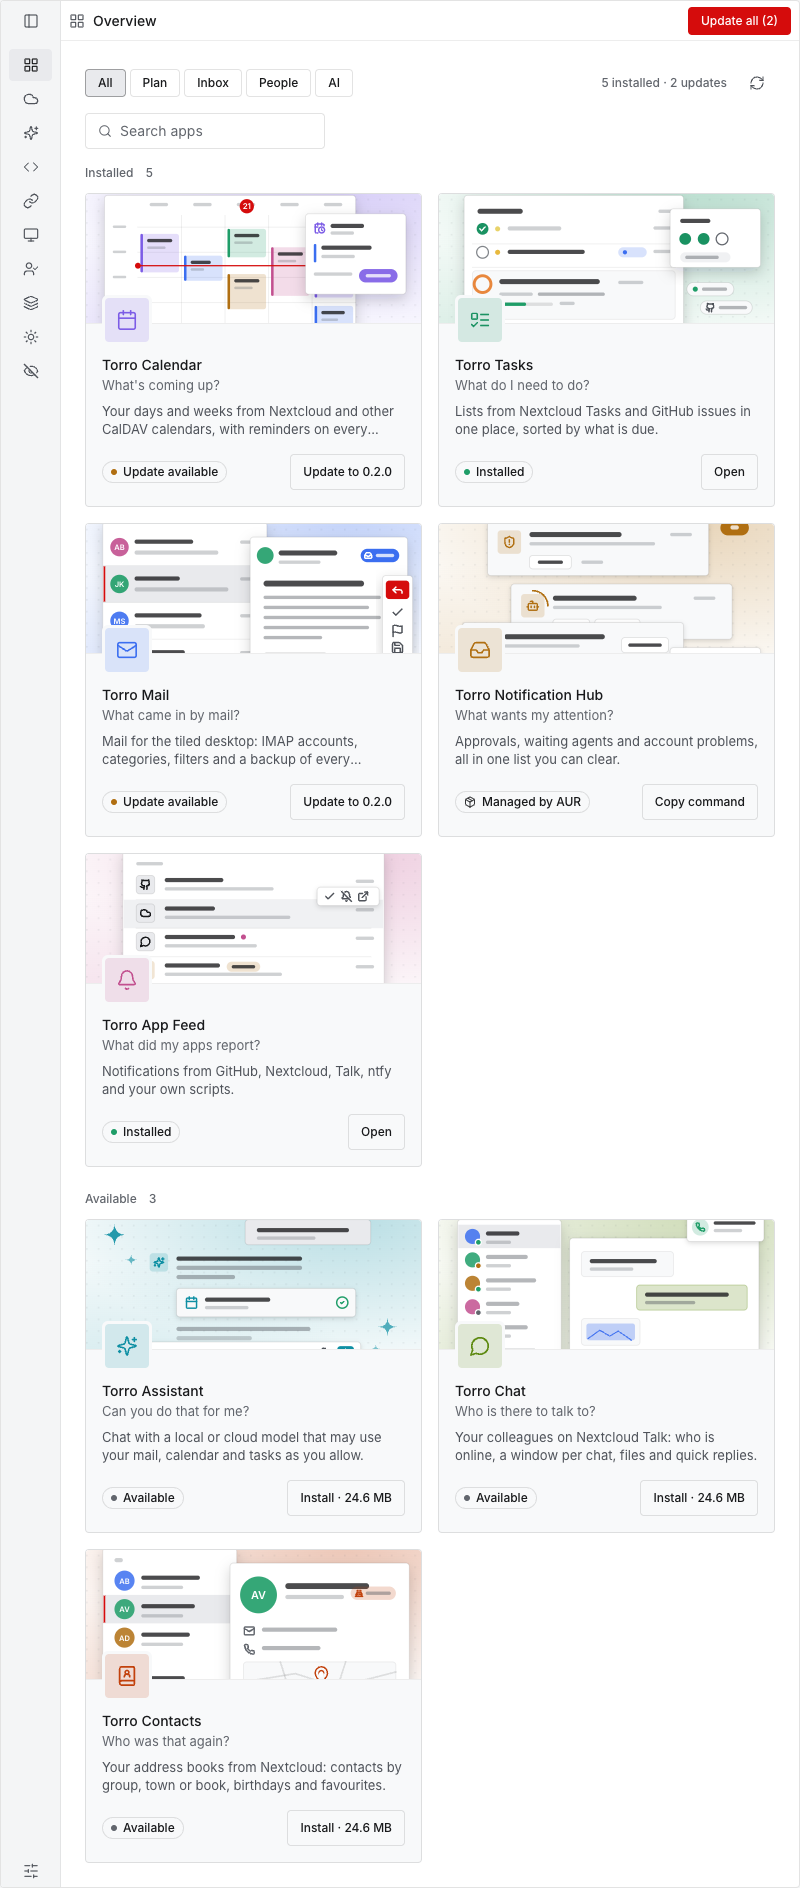 Overview
Update all (2)
All
Plan
Inbox
People
AI
5 installed · 2 updates
Search apps
Installed 5
21
Torro Calendar
What's coming up?
Your days and weeks from Nextcloud and other
CalDAV calendars, with reminders on every…
Update available
Update to 0.2.0
Torro Tasks
What do I need to do?
Lists from Nextcloud Tasks and GitHub issues in
one place, sorted by what is due.
Installed
Open
AB
JK
MS
Torro Mail
What came in by mail?
Mail for the tiled desktop: IMAP accounts,
categories, filters and a backup of every…
Update available
Update to 0.2.0
Torro Notification Hub
What wants my attention?
Approvals, waiting agents and account problems,
all in one list you can clear.
Managed by AUR
Copy command
Torro App Feed
What did my apps report?
Notifications from GitHub, Nextcloud, Talk, ntfy
and your own scripts.
Installed
Open
Available 3
Torro Assistant
Can you do that for me?
Chat with a local or cloud model that may use
your mail, calendar and tasks as you allow.
Available
Install · 24.6 MB
Torro Chat
Who is there to talk to?
Your colleagues on Nextcloud Talk: who is
online, a window per chat, files and quick replies.
Available
Install · 24.6 MB
AB
AV
AD
AV
Torro Contacts
Who was that again?
Your address books from Nextcloud: contacts by
group, town or book, birthdays and favourites.
Available
Install · 24.6 MB